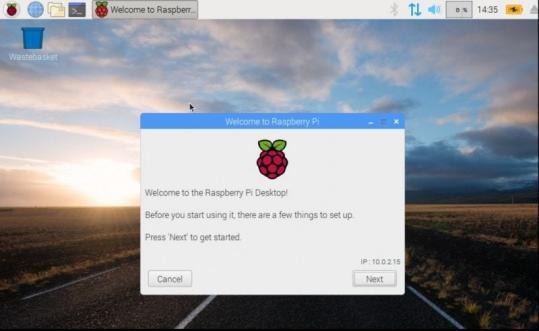 Welcome to Raspberr...
0 %
14:35
Wastebasket
Welcome to Raspberry Pi
Welcome to the Raspberry Pi Desktop!
Before you start using it, there are a few things to set up.
Press 'Next' to get started.
IP : 10.0.2.15
Cancel
Next